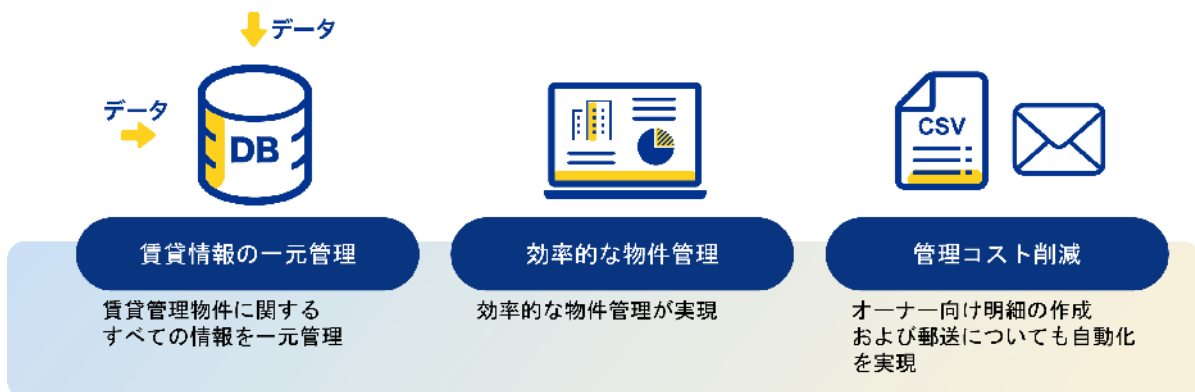 データ
データ
DB
CSV
賃貸情報の一元管理
賃貸管理物件に関する
すべての情報を一元管理
効率的な物件管理
効率的な物件管理が実現
管理コスト削減
オーナー向け明細の作成
および郵送についても自動化
を実現